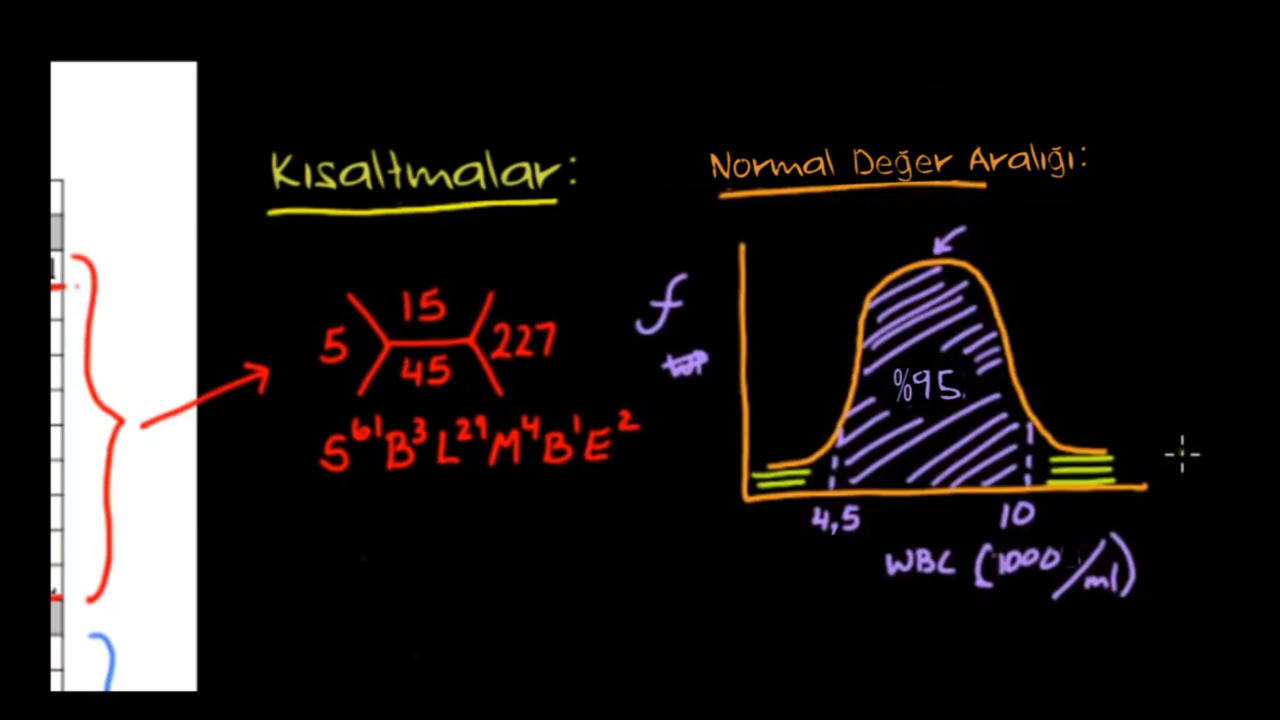 Kısaltmalar:
15
5 227
45
S⁶¹B³L²⁹M⁴B¹E²
Normal Değer Aralığı:
f
%95
4,5 10
WBC (1000/ml)